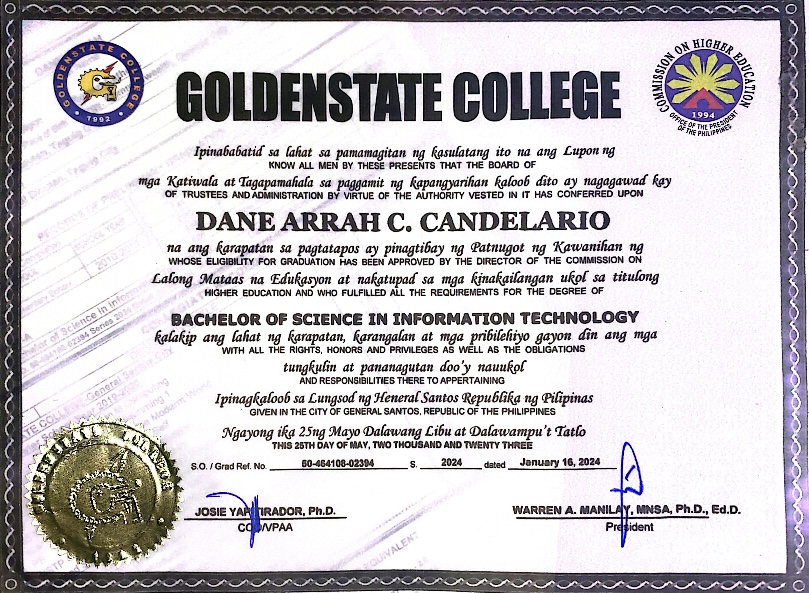 GOLDENSTATE COLLEGE
1992
COMMISSION ON HIGHER EDUCATION
1994
OFFICE OF THE PRESIDENT
OF THE PHILIPPINES
GOLDENSTATE COLLEGE
Ipinababatid sa lahat sa pamamagitan ng kasulatang ito na ang Lupon ng
KNOW ALL MEN BY THESE PRESENTS THAT THE BOARD OF
mga Katiwala at Tagapamahala sa paggamit ng kapangyarihan kaloob dito ay nagagawad kay
OF TRUSTEES AND ADMINISTRATION BY VIRTUE OF THE AUTHORITY VESTED IN IT HAS CONFERRED UPON
DANE ARRAH C. CANDELARIO
na ang karapatan sa pagtatapos ay pinagtibay ng Patnugot ng Kawanihan ng
WHOSE ELIGIBILITY FOR GRADUATION HAS BEEN APPROVED BY THE DIRECTOR OF THE COMMISSION ON
Lalong Mataas na Edukasyon at nakatupad sa mga kinakailangan ukol sa titulong
HIGHER EDUCATION AND WHO FULFILLED ALL THE REQUIREMENTS FOR THE DEGREE OF
BACHELOR OF SCIENCE IN INFORMATION TECHNOLOGY
kalakip ang lahat ng karapatan, karangalan at mga pribilehiyo gayon din ang mga
WITH ALL THE RIGHTS, HONORS AND PRIVILEGES AS WELL AS THE OBLIGATIONS
tungkulin at pananagutan doo'y nauukol
AND RESPONSIBILITIES THERE TO APPERTAINING
Ipinagkaloob sa Lungsod ng Heneral Santos Republika ng Pilipinas
GIVEN IN THE CITY OF GENERAL SANTOS, REPUBLIC OF THE PHILIPPINES
Ngayong ika 25ng Mayo Dalawang Libu at Dalawampu't Tatlo
THIS 25TH DAY OF MAY, TWO THOUSAND AND TWENTY THREE
S.O. / Grad Ref. No. 60-464108-02394 S. 2024 dated January 16, 2024
JOSIE YAP TIRADOR, Ph.D. WARREN A. MANILAY, MNSA, Ph.D., Ed.D.
President